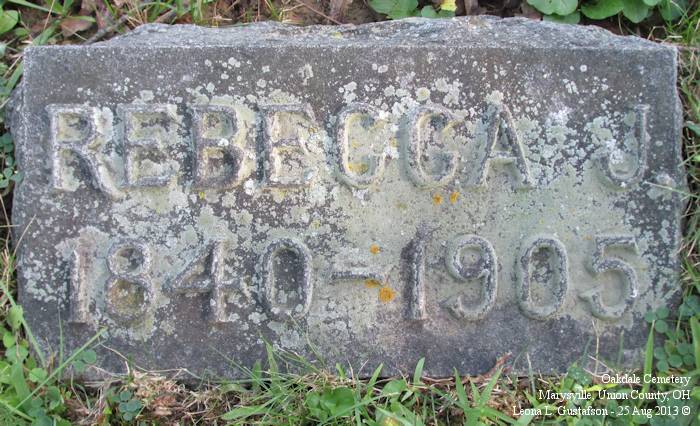 REBECCA J
1840-1905
Oakdale Cemetery
Marysville, Union County, OH
Leona L. Gustafson - 25 Aug 2013 ©